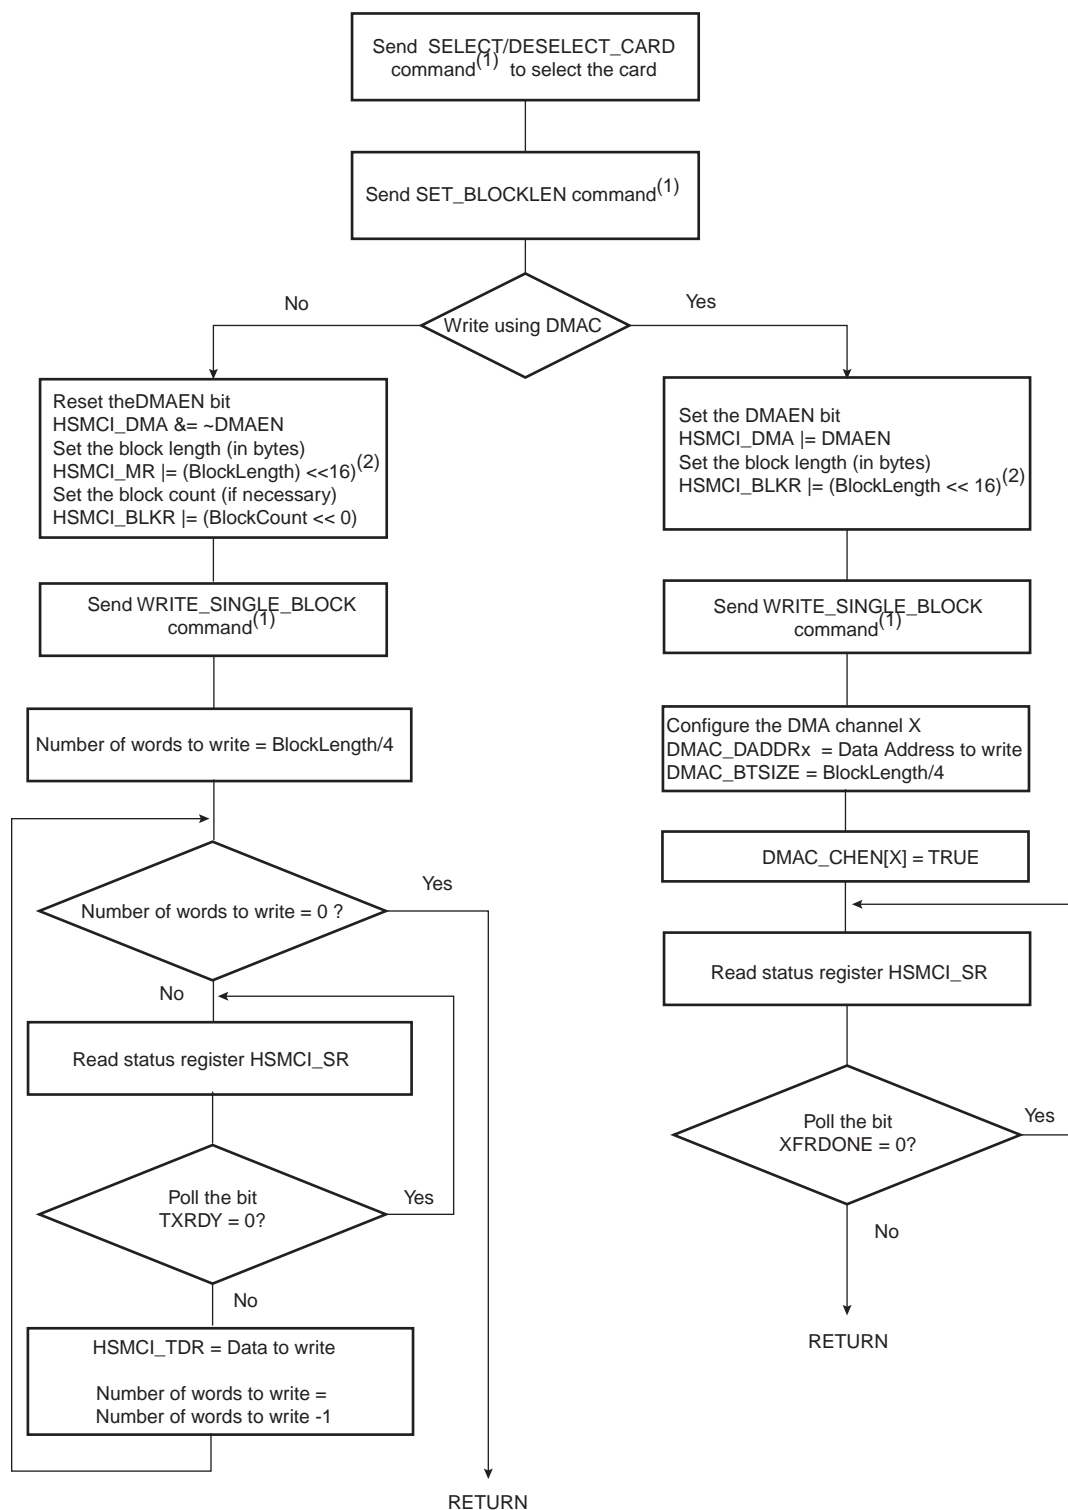 Send SELECT/DESELECT_CARD
command(1) to select the card
Send SET_BLOCKLEN command(1)
No
Yes
Write using DMAC
Reset theDMAEN bit
HSMCI_DMA &= ~DMAEN
Set the block length (in bytes)
HSMCI_MR |= (BlockLength) <<16)(2)
Set the block count (if necessary)
HSMCI_BLKR |= (BlockCount << 0)
Send WRITE_SINGLE_BLOCK
command(1)
Number of words to write = BlockLength/4
Number of words to write = 0 ?
Yes
No
Read status register HSMCI_SR
Poll the bit
TXRDY = 0?
Yes
No
HSMCI_TDR = Data to write
Number of words to write =
Number of words to write -1
RETURN
Set the DMAEN bit
HSMCI_DMA |= DMAEN
Set the block length (in bytes)
HSMCI_BLKR |= (BlockLength << 16)(2)
Send WRITE_SINGLE_BLOCK
command(1)
Configure the DMA channel X
DMAC_DADDRx = Data Address to write
DMAC_BTSIZE = BlockLength/4
DMAC_CHEN[X] = TRUE
Read status register HSMCI_SR
Poll the bit
XFRDONE = 0?
Yes
No
RETURN